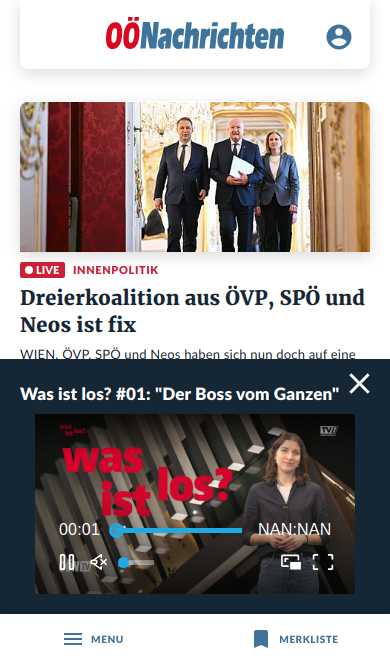 OÖNachrichten
LIVE INNENPOLITIK
Dreierkoalition aus ÖVP, SPÖ und
Neos ist fix
WIEN. ÖVP, SPÖ und Neos haben sich nun doch auf eine
Was ist los? #01: "Der Boss vom Ganzen"
was
ist los?
00:01 NAN:NAN
MENU MERKLISTE